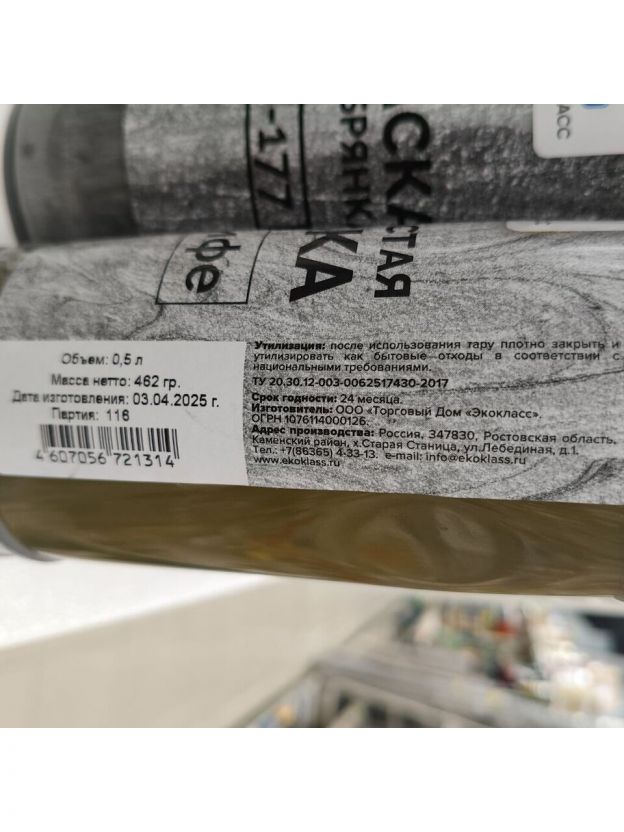 АСС
СКА
СТАЯ
БРЯНК
-177
КА
фе
Утилизация: после использования тару плотно закрыть и
утилизировать как бытовые отходы в соответствии с
национальными требованиями.
ТУ 20.30.12-003-0062517430-2017
Срок годности: 24 месяца.
Изготовитель: ООО «Торговый Дом «Экокласс».
ОГРН 1076114000126.
Адрес производства: Россия, 347830, Ростовская область,
Каменский район, х.Старая Станица, ул.Лебединая, д.1.
Тел.: +7(86365) 4-33-13. e-mail: info@ekoklass.ru
www.ekoklass.ru
Объем: 0,5 л
Масса нетто: 462 гр.
Дата изготовления: 03.04.2025 г.
Партия: 116
4 607056 721314